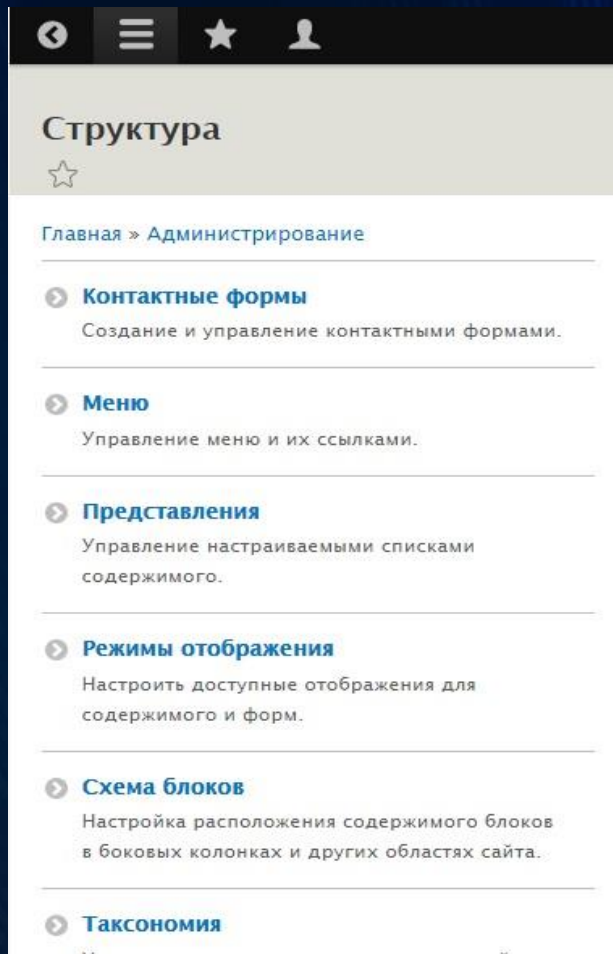 Структура
Главная » Администрирование
Контактные формы
Создание и управление контактными формами.
Меню
Управление меню и их ссылками.
Представления
Управление настраиваемыми списками
содержимого.
Режимы отображения
Настроить доступные отображения для
содержимого и форм.
Схема блоков
Настройка расположения содержимого блоков
в боковых колонках и других областях сайта.
Таксономия